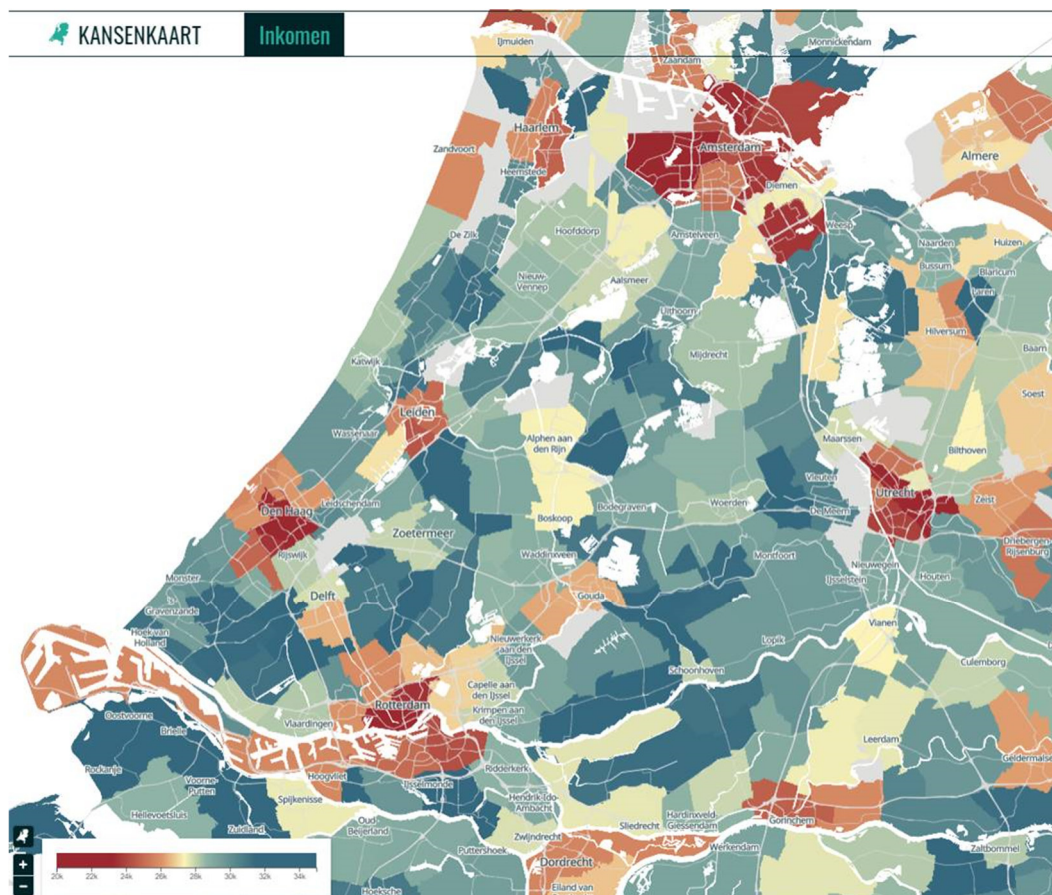 KANSENKAART
Inkomen
IJmuiden
Monnickendam
Zaandam
Haarlem
Zandvoort
Amsterdam
Almere
Heemstede
Diemen
De Zilk
Hoofddorp
Amstelveen
Weesp
Naarden
Huizen
Bussum
Blaricum
Nieuw-
Vennep
Aalsmeer
Laren
Uithoorn
Hilversum
Katwijk
Mijdrecht
Baarn
Soest
Leiden
Wassenaar
Alphen aan
den Rijn
Maarssen
Bilthoven
Vleuten
Utrecht
Den Haag
Leidschendam
Zeist
Woerden
De Meern
Boskoop
Bodegraven
Zoetermeer
Driebergen-
Rijsenburg
Rijswijk
Waddinxveen
Montfoort
Nieuwegein
IJsselstein
Houten
Monster
Delft
Gouda
's-Gravenzande
Vianen
Hoek van
Holland
Nieuwerkerk
aan den
IJssel
Lopik
Culemborg
Schoonhoven
Capelle aan
den IJssel
Rotterdam
Krimpen aan
den IJssel
Oostvoorne
Vlaardingen
Brielle
Leerdam
Geldermalse
Rockanje
Hoogvliet
Ridderkerk
Voorne-
Putten
IJsselmonde
Spijkenisse
Hendrik-Ido-
Ambacht
Hellevoetsluis
Hardinxveld-
Giessendam
Gorinchem
Zuidland
Oud-
Beijerland
Zwijndrecht
Sliedrecht
Werkendam
Zaltbommel
Puttershoek
Dordrecht
Hoeksche
Eiland van
+
−
20k 22k 24k 26k 28k 30k 32k 34k